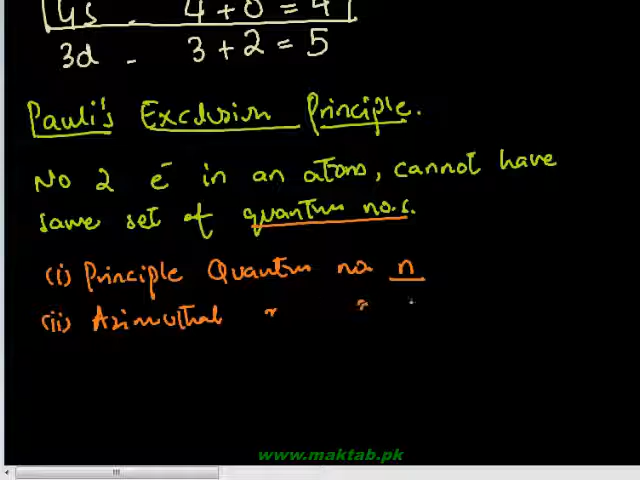 4s - 4 + 0 = 4
3d - 3 + 2 = 5
Pauli's Exclusion Principle.
No 2 e⁻ in an atom, cannot have
same set of quantum no.s.
(i) Principle Quantum no n
(ii) Azimuthal " "
www.maktab.pk